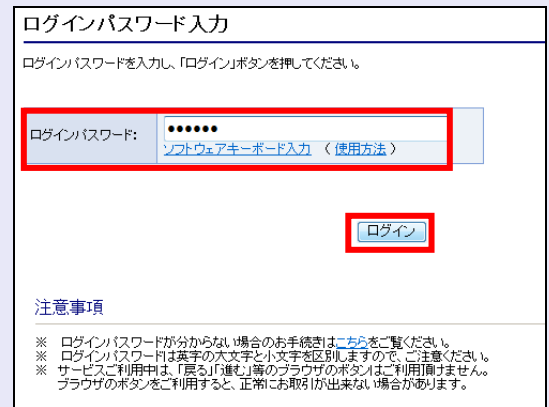 ログインパスワード入力
ログインパスワードを入力し、「ログイン」ボタンを押してください。
ログインパスワード: ●●●●●●
ソフトウェアキーボード入力 （使用方法）
ログイン
注意事項
※ ログインパスワードが分からない場合のお手続きはこちらをご覧ください。
※ ログインパスワードは英字の大文字と小文字を区別しますので、ご注意ください。
※ サービスご利用中は、「戻る」「進む」等のブラウザのボタンはご利用頂けません。
ブラウザのボタンをご利用すると、正常にお取引が出来ない場合があります。